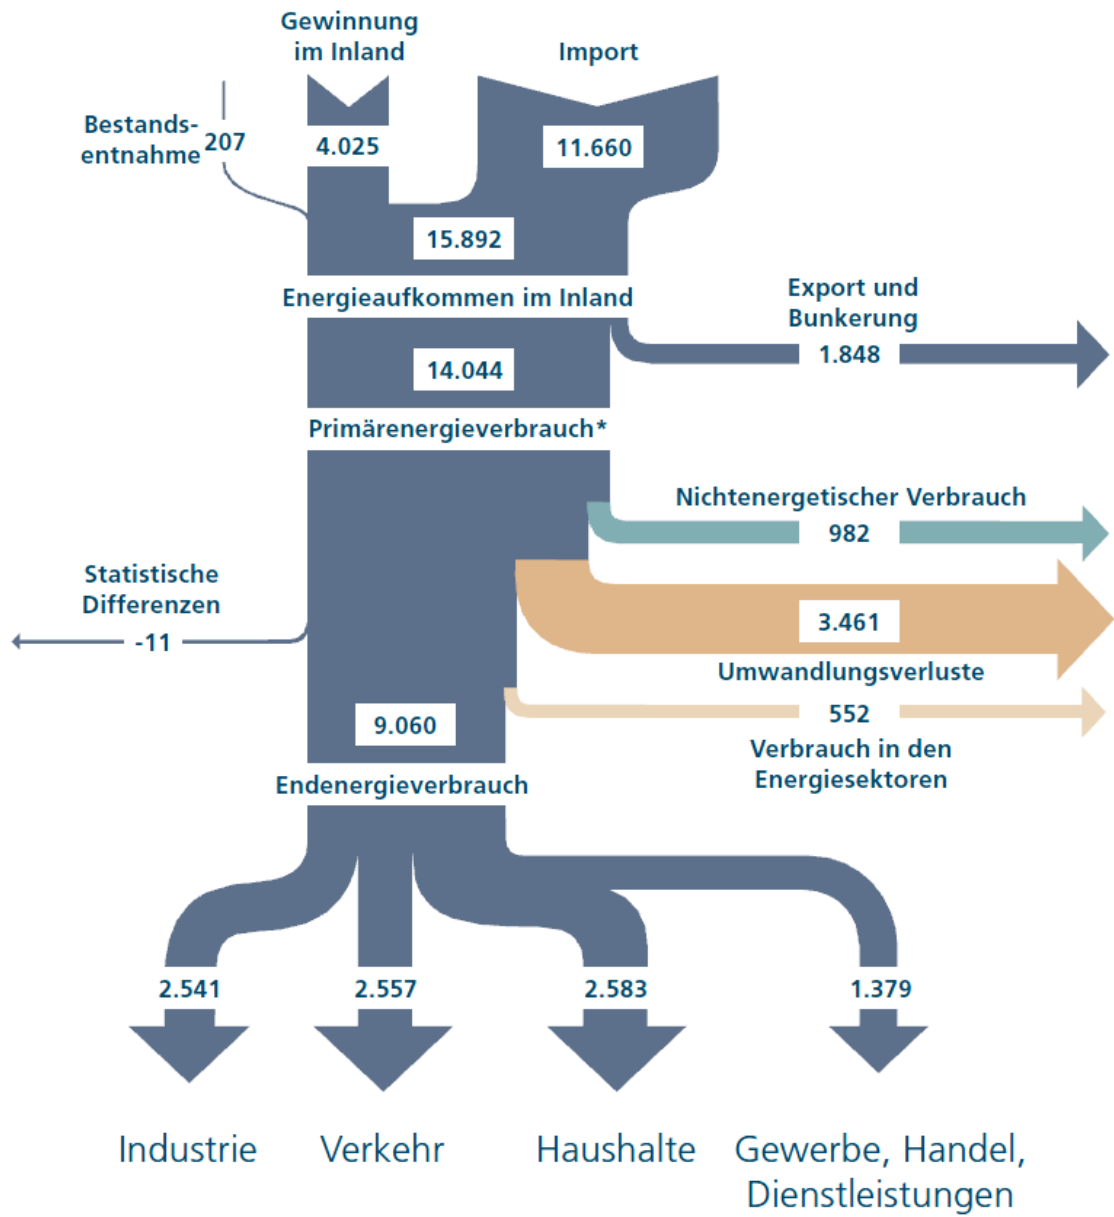 Gewinnung
im Inland
Import
Bestands-
entnahme
207
4.025
11.660
15.892
Energieaufkommen im Inland
Export und
Bunkerung
1.848
14.044
Primärenergieverbrauch*
Nichtenergetischer Verbrauch
982
Statistische
Differenzen
-11
3.461
Umwandlungsverluste
552
Verbrauch in den
Energiesektoren
9.060
Endenergieverbrauch
2.541
2.557
2.583
1.379
Industrie
Verkehr
Haushalte
Gewerbe, Handel,
Dienstleistungen